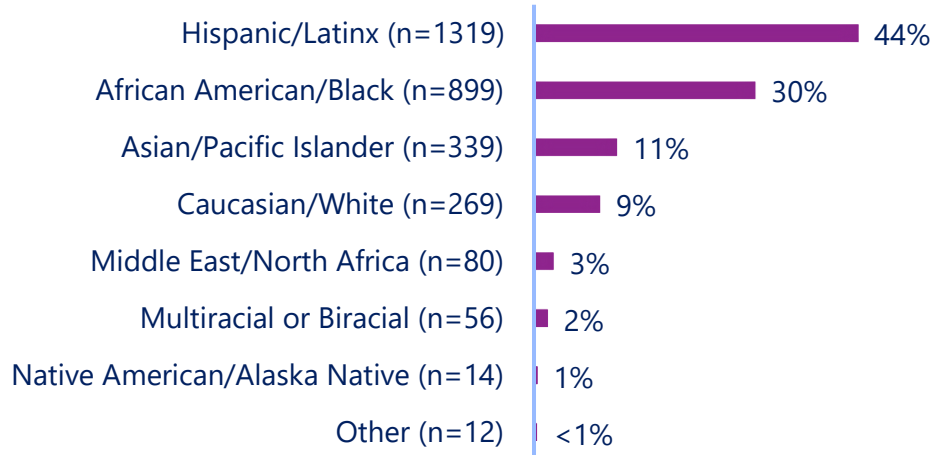 Hispanic/Latinx (n=1319) 44%
African American/Black (n=899) 30%
Asian/Pacific Islander (n=339) 11%
Caucasian/White (n=269) 9%
Middle East/North Africa (n=80) 3%
Multiracial or Biracial (n=56) 2%
Native American/Alaska Native (n=14) 1%
Other (n=12) <1%